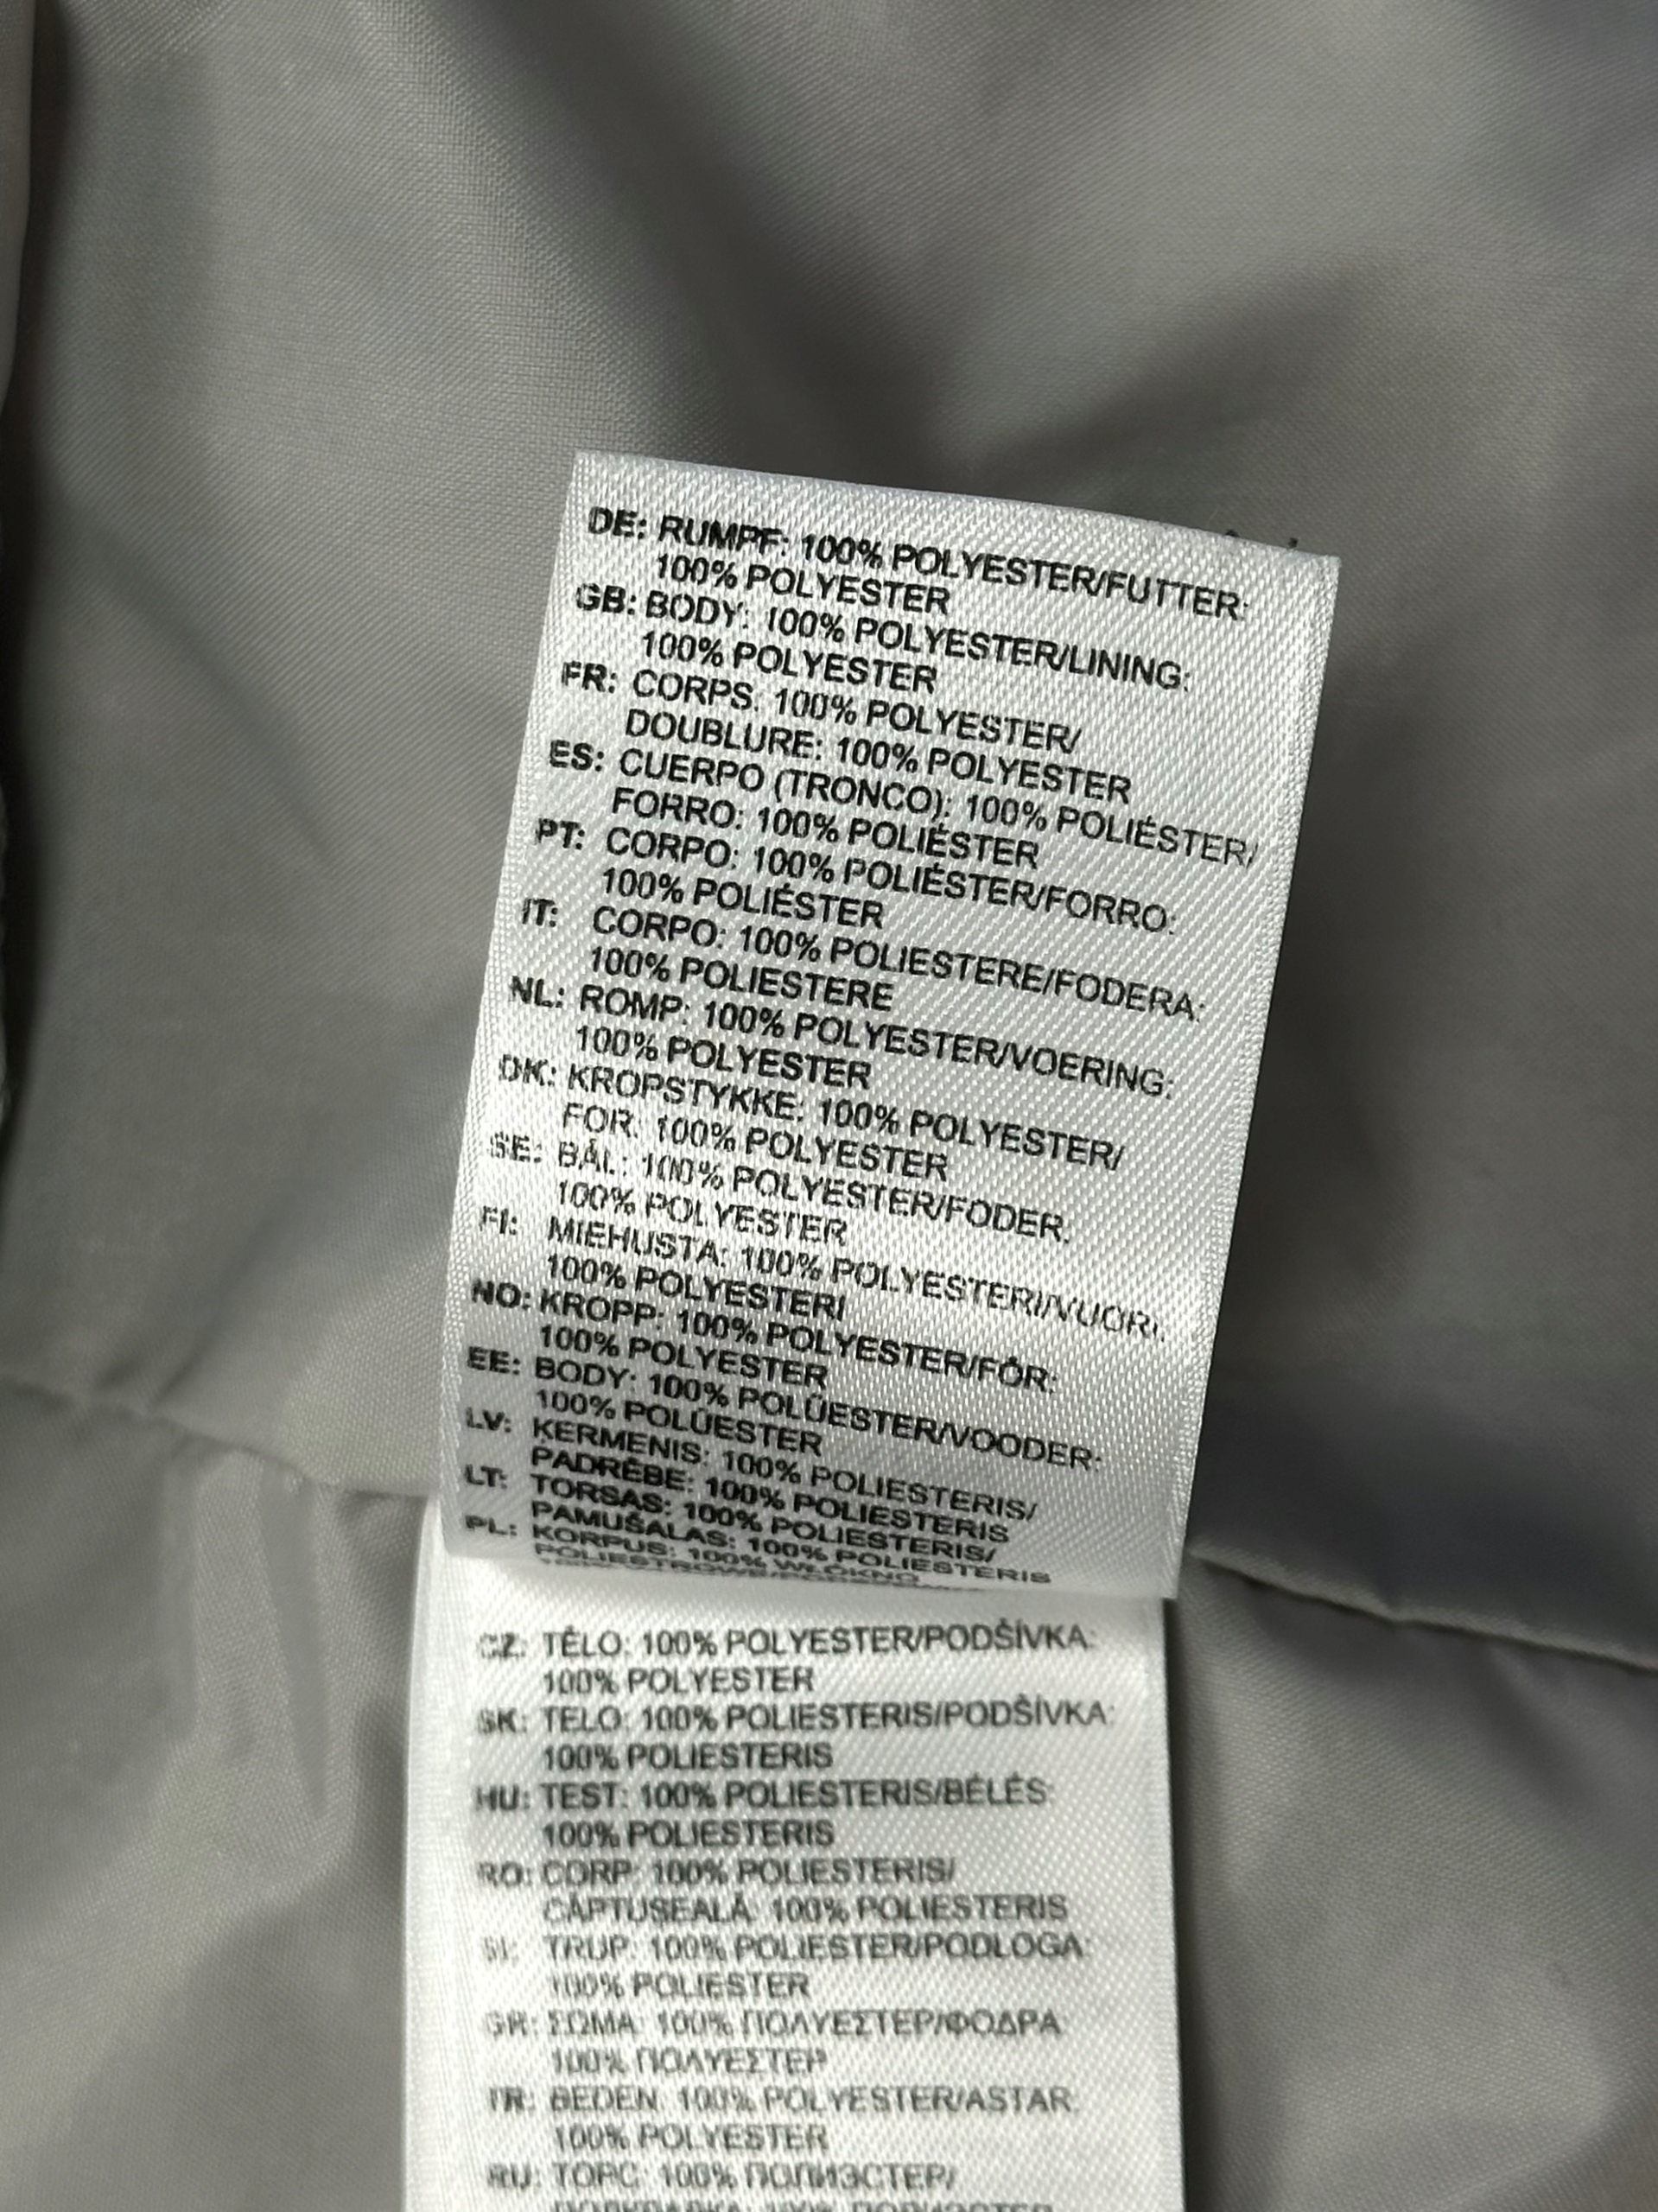 DE: RUMPF: 100% POLYESTER/FUTTER:
100% POLYESTER
GB: BODY: 100% POLYESTER/LINING:
100% POLYESTER
FR: CORPS: 100% POLYESTER/
DOUBLURE: 100% POLYESTER
ES: CUERPO (TRONCO): 100% POLIÉSTER/
FORRO: 100% POLIÉSTER
PT: CORPO: 100% POLIÉSTER/FORRO:
100% POLIÉSTER
IT: CORPO: 100% POLIESTERE/FODERA:
100% POLIESTERE
NL: ROMP: 100% POLYESTER/VOERING:
100% POLYESTER
DK: KROPSTYKKE: 100% POLYESTER/
FOR: 100% POLYESTER
SE: BÅL: 100% POLYESTER/FODER:
100% POLYESTER
FI: MIEHUSTA: 100% POLYESTERI/VUORI:
100% POLYESTERI
NO: KROPP: 100% POLYESTER/FÔR:
100% POLYESTER
EE: BODY: 100% POLÜESTER/VOODER:
100% POLÜESTER
LV: KERMENIS: 100% POLIESTERIS/
PADRĒBE: 100% POLIESTERIS
LT: TORSAS: 100% POLIESTERIS/
PAMUŠALAS: 100% POLIESTERIS
PL: KORPUS: 100% WŁÓKNO
CZ: TĚLO: 100% POLYESTER/PODŠÍVKA:
100% POLYESTER
SK: TELO: 100% POLIESTERIS/PODŠÍVKA:
100% POLIESTERIS
HU: TEST: 100% POLIESTERIS/BÉLÉS:
100% POLIESTERIS
RO: CORP: 100% POLIESTERIS/
CĂPTUŞEALĂ: 100% POLIESTERIS
SI: TRUP: 100% POLIESTER/PODLOGA:
100% POLIESTER
GR: ΣΩΜΑ: 100% ΠΟΛΥΕΣΤΕΡ/ΦΟΔΡΑ:
100% ΠΟΛΥΕΣΤΕΡ
TR: BEDEN: 100% POLYESTER/ASTAR:
100% POLYESTER
RU: ТОРС: 100% ПОЛИЭСТЕР/